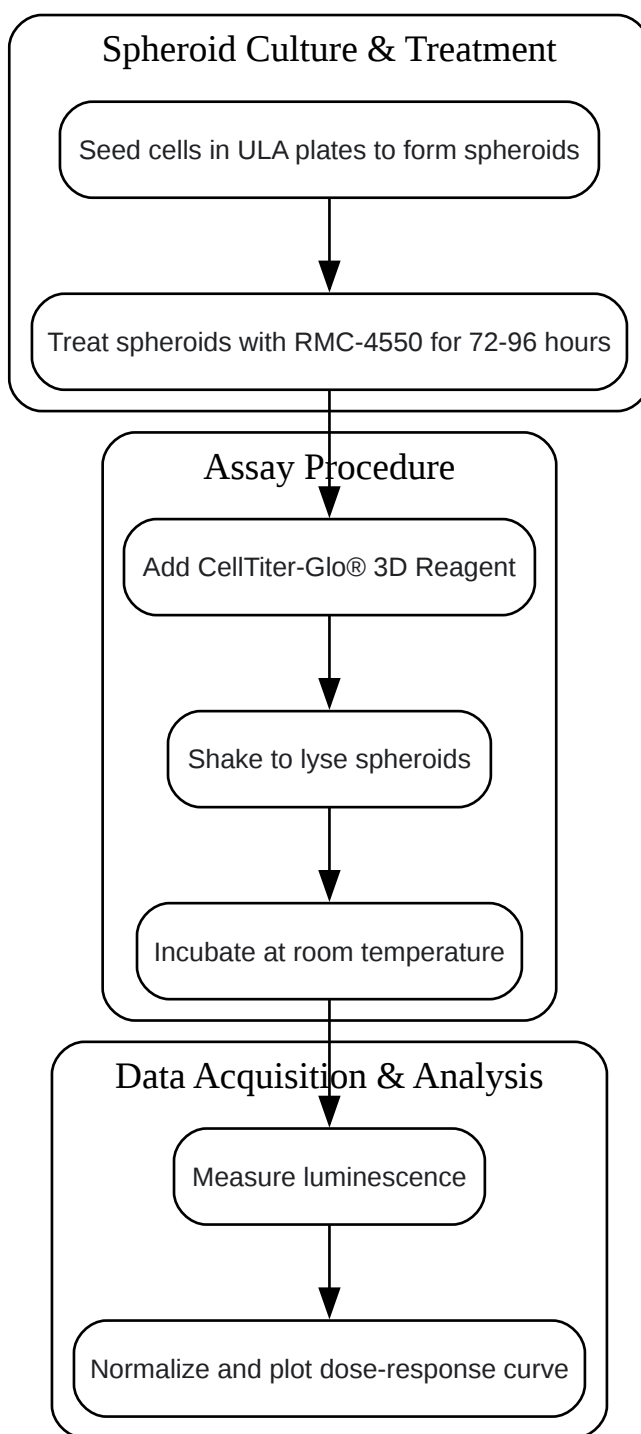 Spheroid Culture & Treatment
Seed cells in ULA plates to form spheroids
Treat spheroids with RMC-4550 for 72-96 hours
Assay Procedure
Add CellTiter-Glo® 3D Reagent
Shake to lyse spheroids
Incubate at room temperature
Data Acquisition & Analysis
Measure luminescence
Normalize and plot dose-response curve